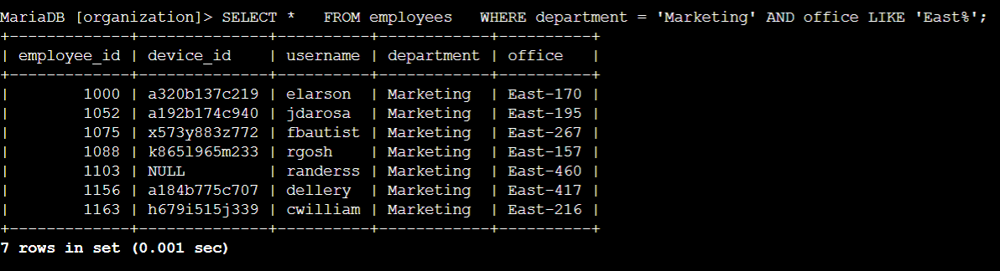 MariaDB [organization]> SELECT *   FROM employees   WHERE department = 'Marketing' AND office LIKE 'East%';
+-------------+--------------+----------+------------+----------+
| employee_id | device_id    | username | department | office   |
+-------------+--------------+----------+------------+----------+
|        1000 | a320b137c219 | elarson  | Marketing  | East-170 |
|        1052 | a192b174c940 | jdarosa  | Marketing  | East-195 |
|        1075 | x573y883z772 | fbautist | Marketing  | East-267 |
|        1088 | k865l965m233 | rgosh    | Marketing  | East-157 |
|        1103 | NULL         | randerss | Marketing  | East-460 |
|        1156 | a184b775c707 | dellery  | Marketing  | East-417 |
|        1163 | h679i515j339 | cwilliam | Marketing  | East-216 |
+-------------+--------------+----------+------------+----------+
7 rows in set (0.001 sec)